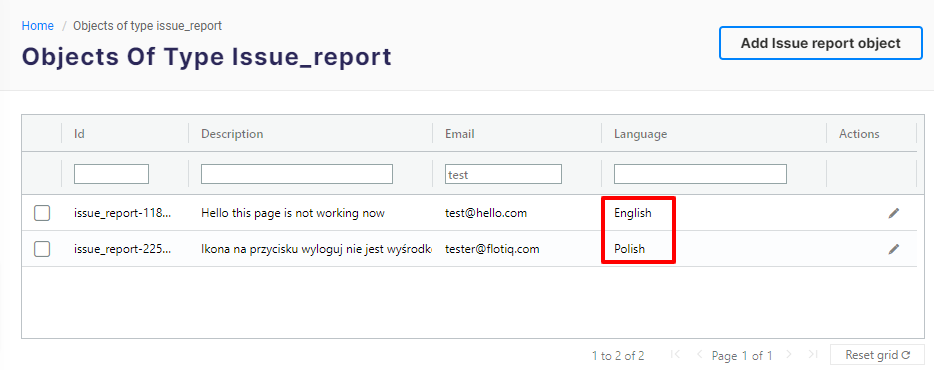 Home / Objects of type issue_report
Objects Of Type Issue_report
Add Issue report object
Id Description Email Language Actions
test
issue_report-118... Hello this page is not working now test@hello.com English
issue_report-225... Ikona na przycisku wyloguj nie jest wyśrodk tester@flotiq.com Polish
1 to 2 of 2 Page 1 of 1 Reset grid